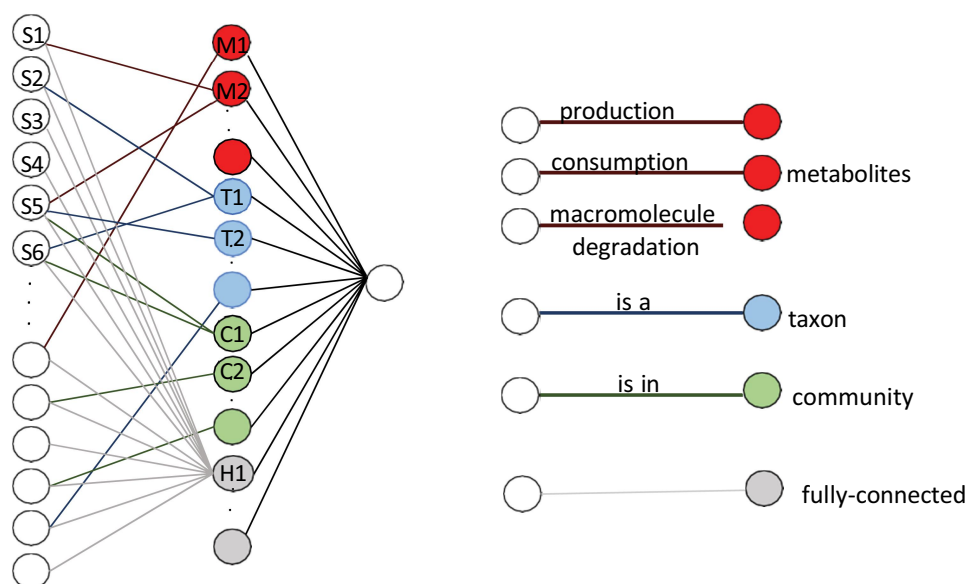 S1
S2
S3
S4
S5
S6
M1
M2
T1
T2
C1
C2
H1
production
consumption
metabolites
macromolecule
degradation
is a
taxon
is in
community
fully-connected